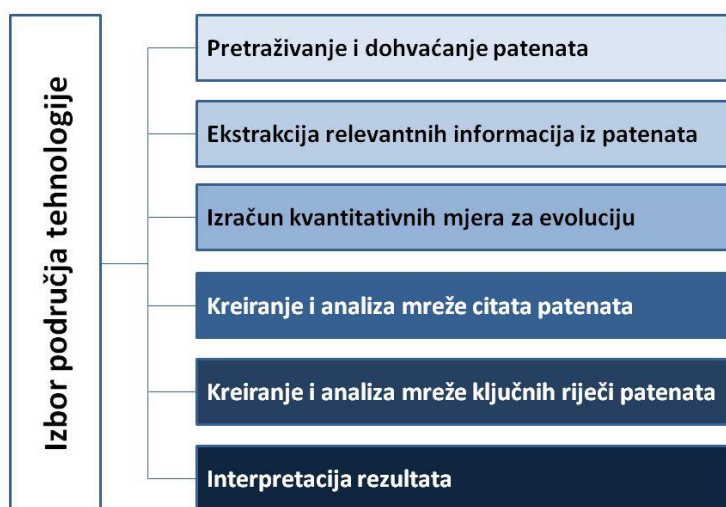 Izbor područja tehnologije
Pretraživanje i dohvaćanje patenata
Ekstrakcija relevantnih informacija iz patenata
Izračun kvantitativnih mjera za evoluciju
Kreiranje i analiza mreže citata patenata
Kreiranje i analiza mreže ključnih riječi patenata
Interpretacija rezultata